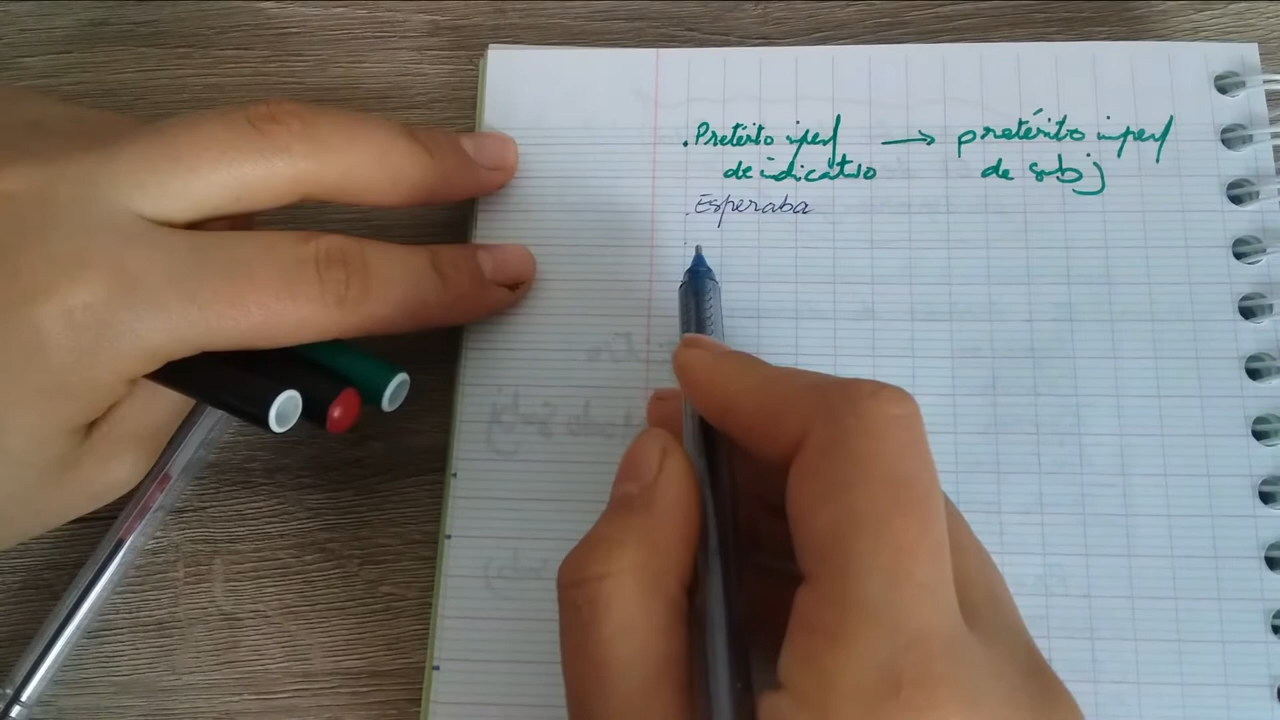 . Pretérito imperf → pretérito imperf
de indicativo de subj
. Esperaba